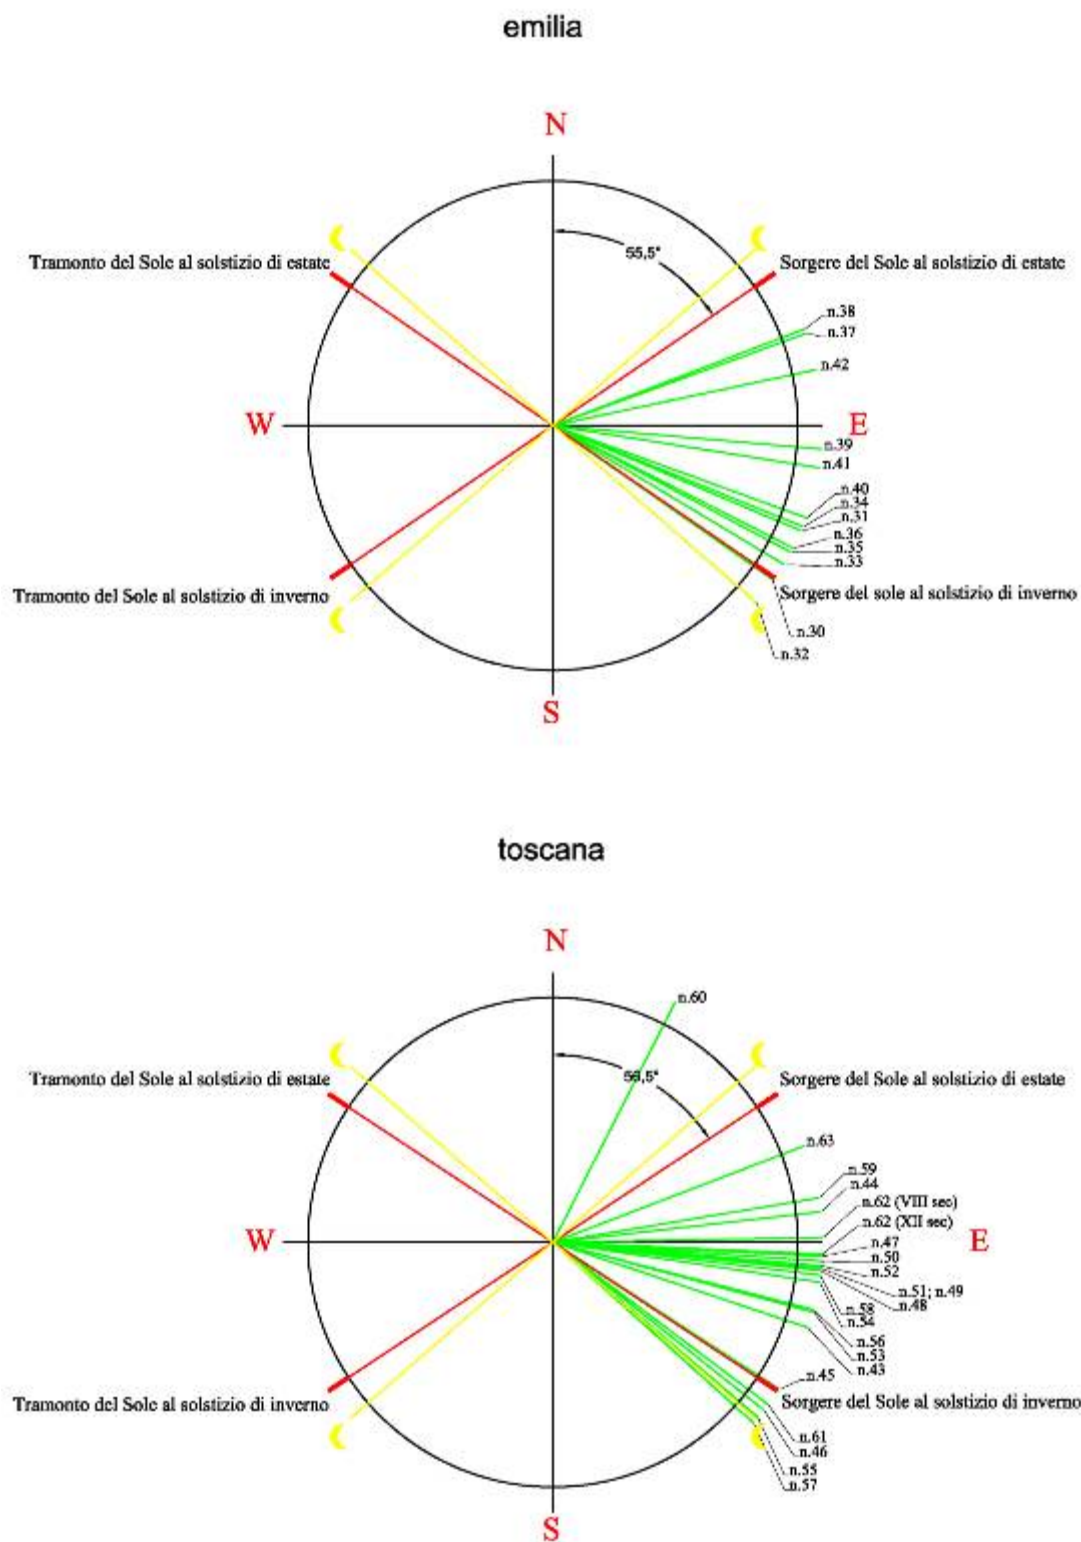 emilia
N
55,5°
Tramonto del Sole al solstizio di estate
Sorgere del Sole al solstizio di estate
n.38
n.37
n.42
W
E
n.39
n.41
n.40
n.34
n.31
n.36
n.35
n.33
Tramonto del Sole al solstizio di inverno
Sorgere del sole al solstizio di inverno
n.30
n.32
S
toscana
N
n.60
56,5°
Tramonto del Sole al solstizio di estate
Sorgere del Sole al solstizio di estate
n.63
n.59
n.44
n.62 (VIII sec)
n.62 (XII sec)
W
E
n.47
n.50
n.52
n.51; n.49
n.48
n.58
n.54
n.56
n.53
n.43
n.45
Tramonto del Sole al solstizio di inverno
Sorgere del Sole al solstizio di inverno
n.61
n.46
n.55
n.57
S